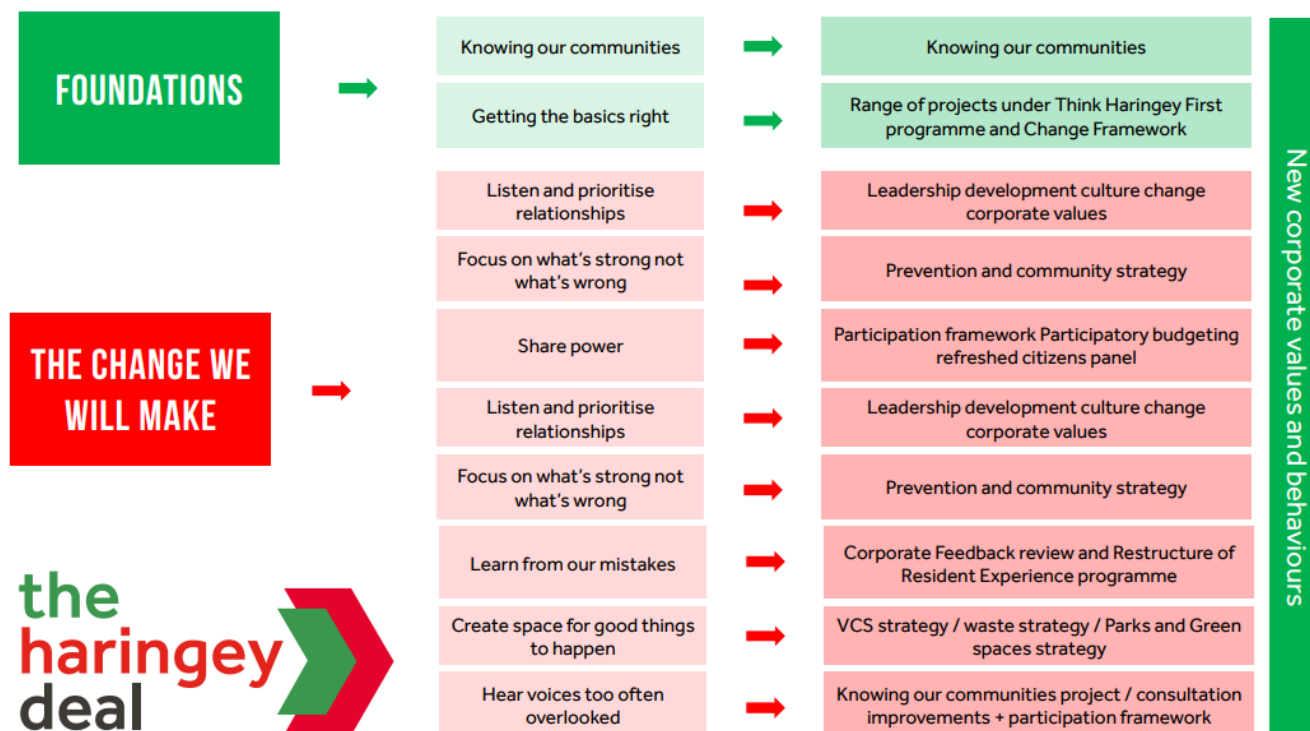 FOUNDATIONS
Knowing our communities
Knowing our communities
Getting the basics right
Range of projects under Think Haringey First
programme and Change Framework
THE CHANGE WE
WILL MAKE
Listen and prioritise
relationships
Leadership development culture change
corporate values
Focus on what's strong not
what's wrong
Prevention and community strategy
Share power
Participation framework Participatory budgeting
refreshed citizens panel
Listen and prioritise
relationships
Leadership development culture change
corporate values
Focus on what's strong not
what's wrong
Prevention and community strategy
Learn from our mistakes
Corporate Feedback review and Restructure of
Resident Experience programme
Create space for good things
to happen
VCS strategy / waste strategy / Parks and Green
spaces strategy
Hear voices too often
overlooked
Knowing our communities project / consultation
improvements + participation framework
New corporate values and behaviours
the
haringey
deal